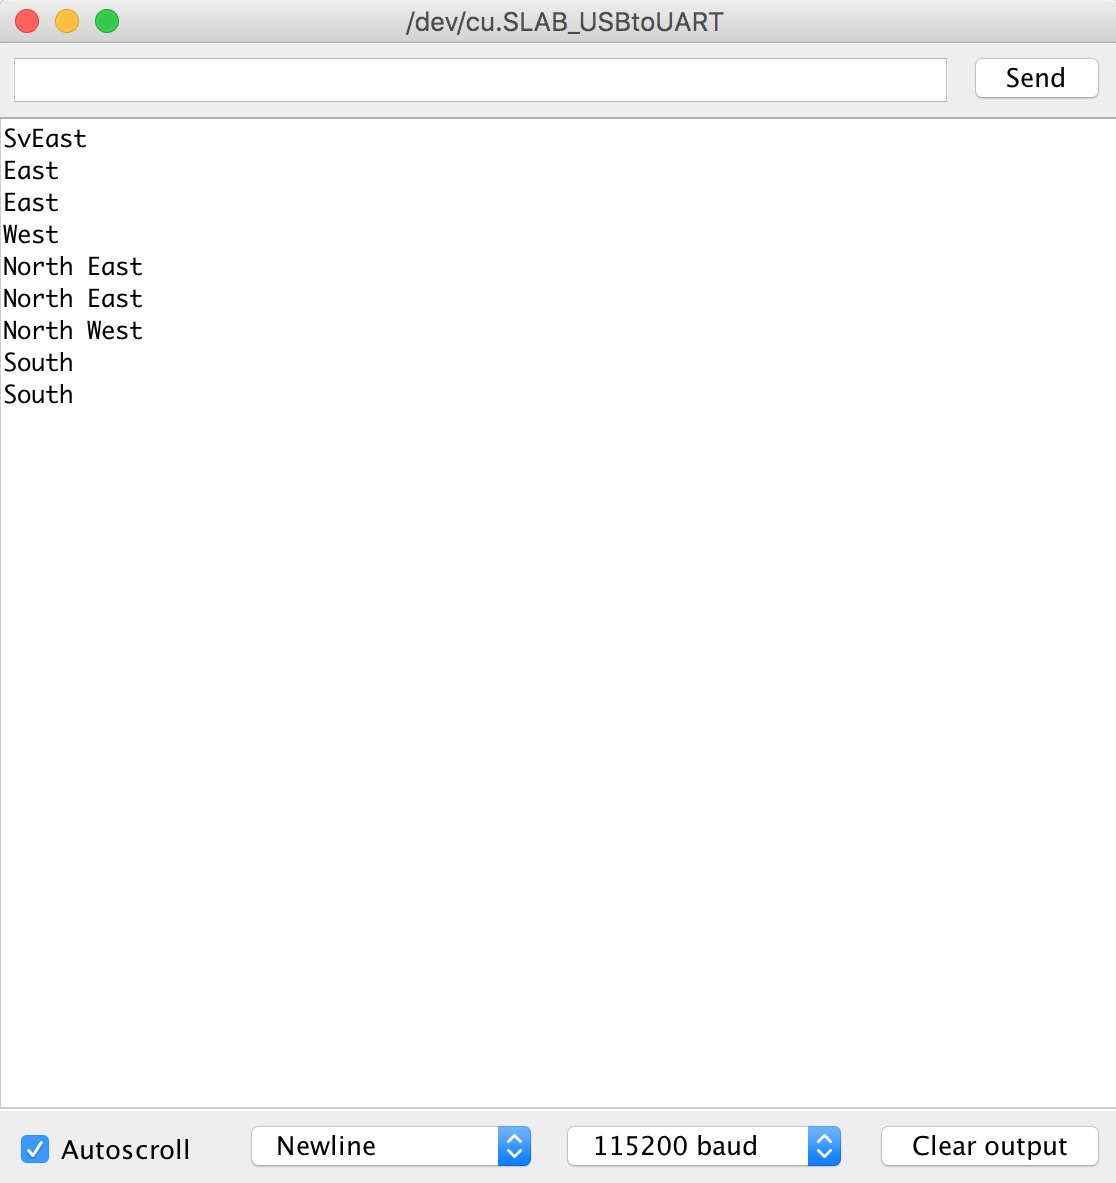 /dev/cu.SLAB_USBtoUART
Send
SvEast
East
East
West
North East
North East
North West
South
South
Autoscroll
Newline
115200 baud
Clear output